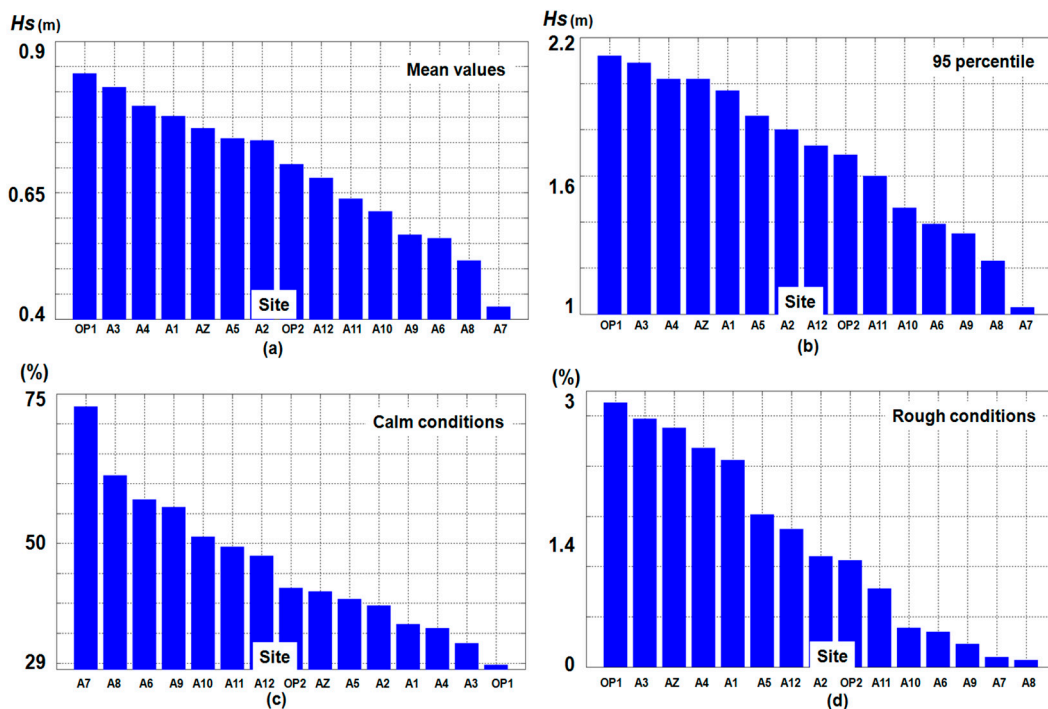 Hs (m)
0.9
Mean values
0.65
0.4
Site
OP1 A3 A4 A1 AZ A5 A2 OP2 A12 A11 A10 A9 A6 A8 A7
(a)
Hs (m)
2.2
95 percentile
1.6
1
Site
OP1 A3 A4 AZ A1 A5 A2 A12 OP2 A11 A10 A6 A9 A8 A7
(b)
(%)
75
Calm conditions
50
29
Site
A7 A8 A6 A9 A10 A11 A12 OP2 AZ A5 A2 A1 A4 A3 OP1
(c)
(%)
3
Rough conditions
1.4
0
Site
OP1 A3 AZ A4 A1 A5 A12 A2 OP2 A11 A10 A6 A9 A7 A8
(d)